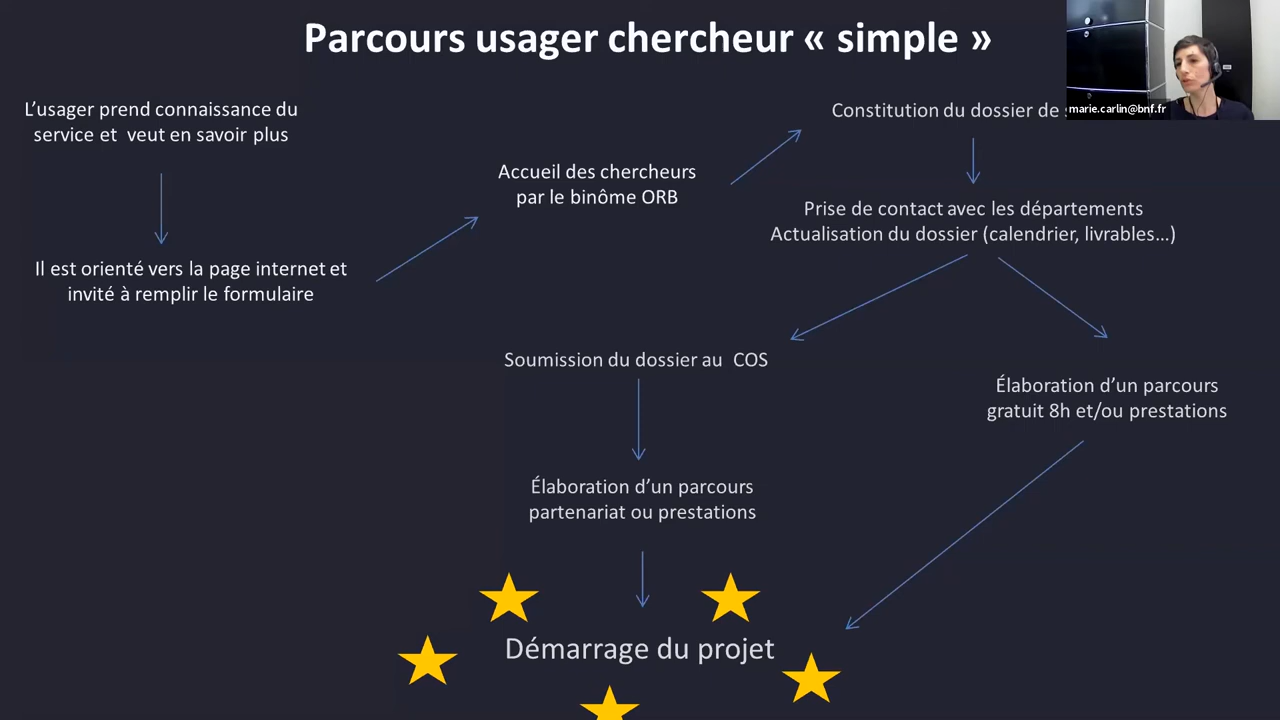 Parcours usager chercheur « simple »
L’usager prend connaissance du
service et veut en savoir plus
Il est orienté vers la page internet et
invité à remplir le formulaire
Accueil des chercheurs
par le binôme ORB
Constitution du dossier de
marie.carlin@bnf.fr
Prise de contact avec les départements
Actualisation du dossier (calendrier, livrables…)
Soumission du dossier au COS
Élaboration d’un parcours
gratuit 8h et/ou prestations
Élaboration d’un parcours
partenariat ou prestations
Démarrage du projet